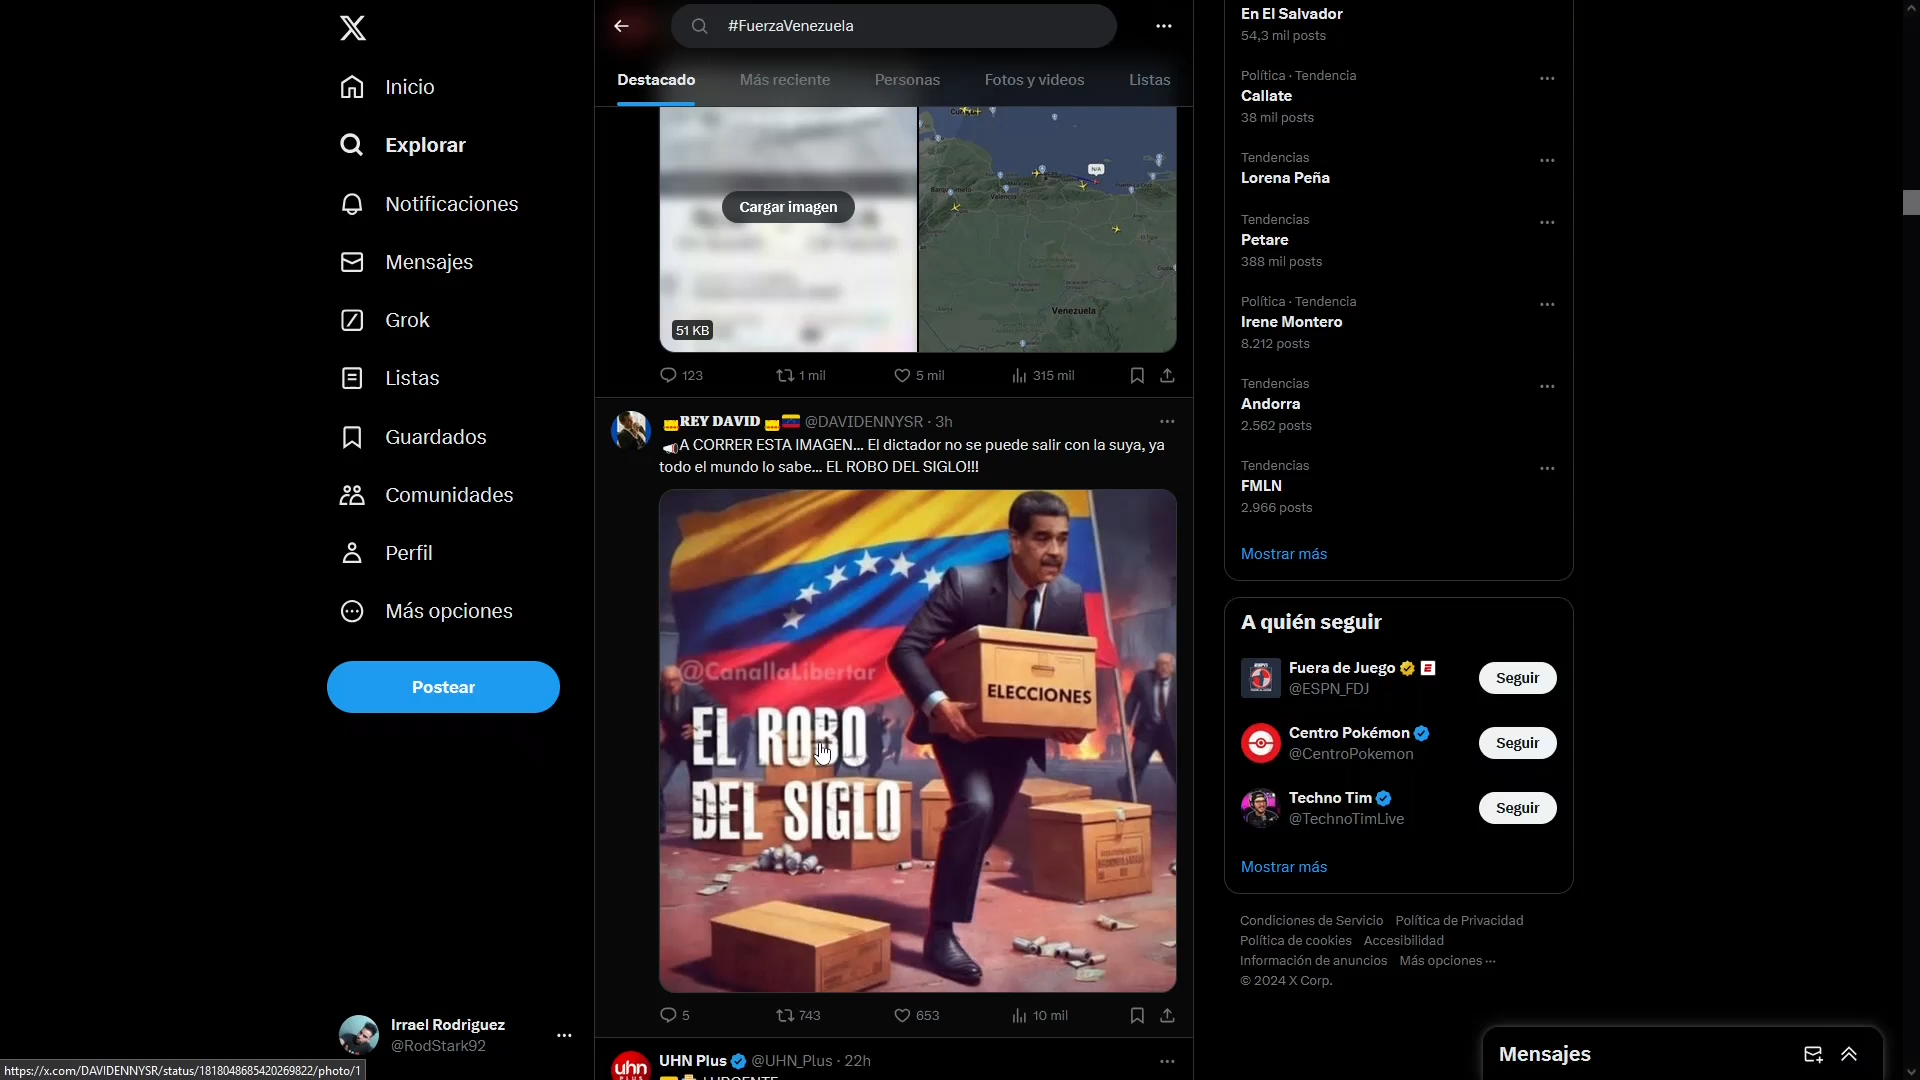 #FuerzaVenezuela
Destacado Más reciente Personas Fotos y videos Listas
Inicio
Explorar
Notificaciones
Mensajes
Grok
Listas
Guardados
Comunidades
Perfil
Más opciones
Postear
Irrael Rodriguez
@RodStark92
https://x.com/DAVIDENNYSR/status/1818048685420269822/photo/1
Cargar imagen
51 KB
N/A
Valencia
Venezuela
123 1 mil 5 mil 315 mil
REY DAVID @DAVIDENNYSR · 3h
A CORRER ESTA IMAGEN... El dictador no se puede salir con la suya, ya
todo el mundo lo sabe... EL ROBO DEL SIGLO!!!
@CanallaLibertar
ELECCIONES
EL ROBO
DEL SIGLO
5 743 653 10 mil
uhn
PLUS
UHN Plus @UHN_Plus · 22h
En El Salvador
54,3 mil posts
Política · Tendencia
Callate
38 mil posts
Tendencias
Lorena Peña
Tendencias
Petare
388 mil posts
Política · Tendencia
Irene Montero
8.212 posts
Tendencias
Andorra
2.562 posts
Tendencias
FMLN
2.966 posts
Mostrar más
A quién seguir
Fuera de Juego
@ESPN_FDJ
Seguir
Centro Pokémon
@CentroPokemon
Seguir
Techno Tim
@TechnoTimLive
Seguir
Mostrar más
Condiciones de Servicio Política de Privacidad
Política de cookies Accesibilidad
Información de anuncios Más opciones ···
© 2024 X Corp.
Mensajes